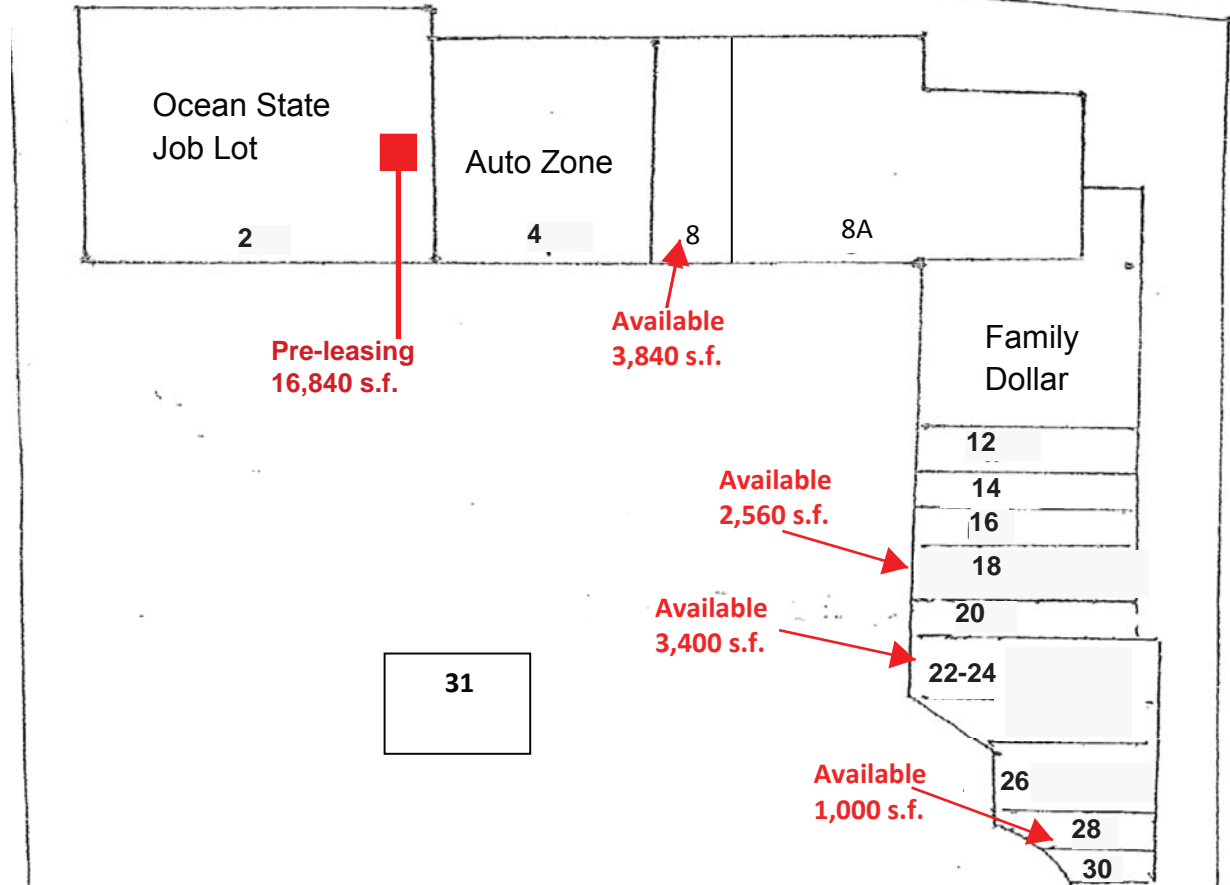 Ocean State
Job Lot
2
Auto Zone
4
8
8A
Pre-leasing
16,840 s.f.
Available
3,840 s.f.
Family
Dollar
12
14
16
Available
2,560 s.f.
18
20
Available
3,400 s.f.
22-24
31
26
Available
1,000 s.f.
28
30